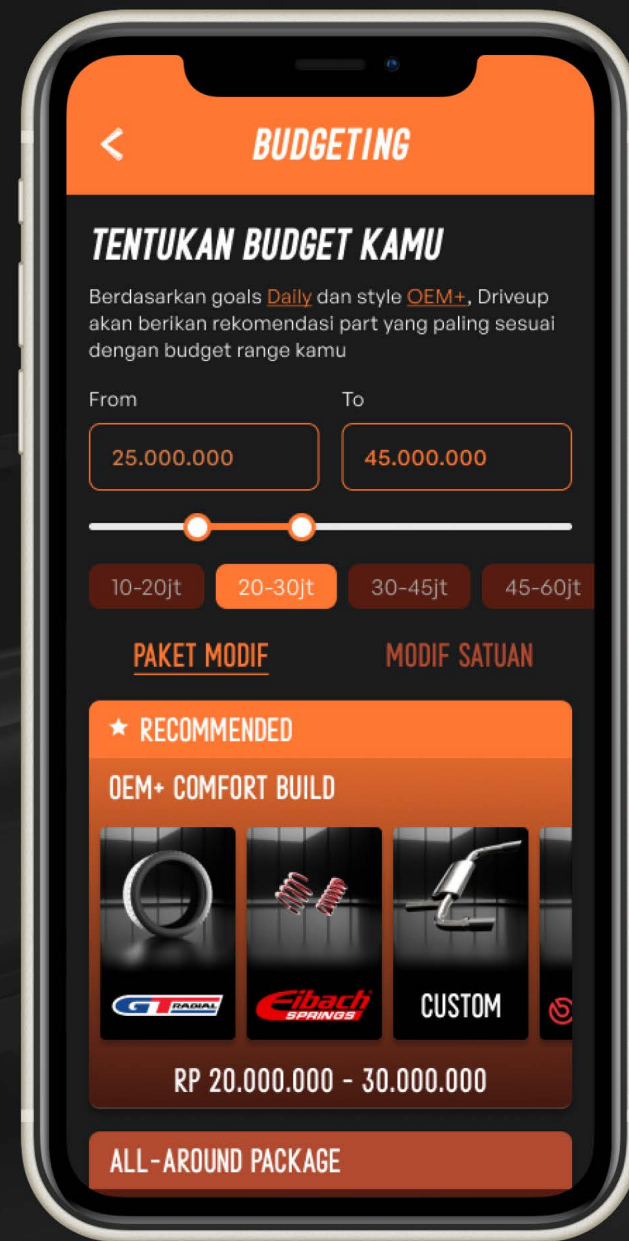 BUDGETING
TENTUKAN BUDGET KAMU
Berdasarkan goals Daily dan style OEM+, Driveup
akan berikan rekomendasi part yang paling sesuai
dengan budget range kamu
From To
25.000.000 45.000.000
10-20jt 20-30jt 30-45jt 45-60jt
PAKET MODIF MODIF SATUAN
RECOMMENDED
OEM+ COMFORT BUILD
GT RADIAL Eibach SPRINGS CUSTOM
RP 20.000.000 - 30.000.000
ALL-AROUND PACKAGE